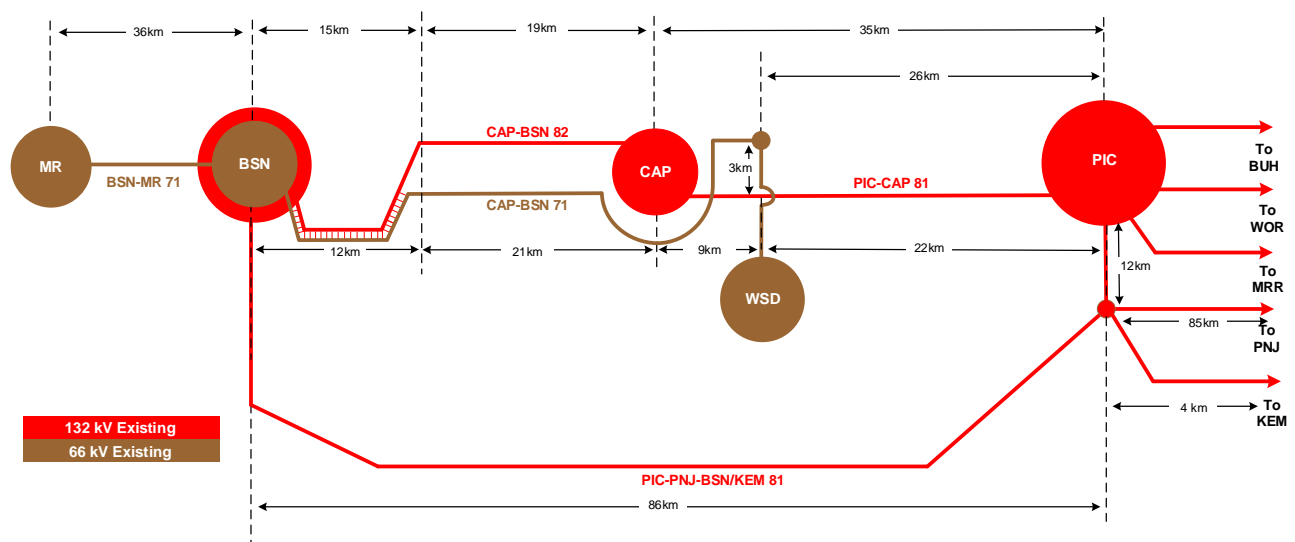 36km
15km
19km
35km
26km
MR
BSN
CAP
PIC
CAP-BSN 82
3km
BSN-MR 71
PIC-CAP 81
CAP-BSN 71
To
BUH
To
WOR
12km
21km
9km
22km
12km
To
MRR
WSD
85km
To
PNJ
4 km
To
KEM
132 kV Existing
66 kV Existing
PIC-PNJ-BSN/KEM 81
86km